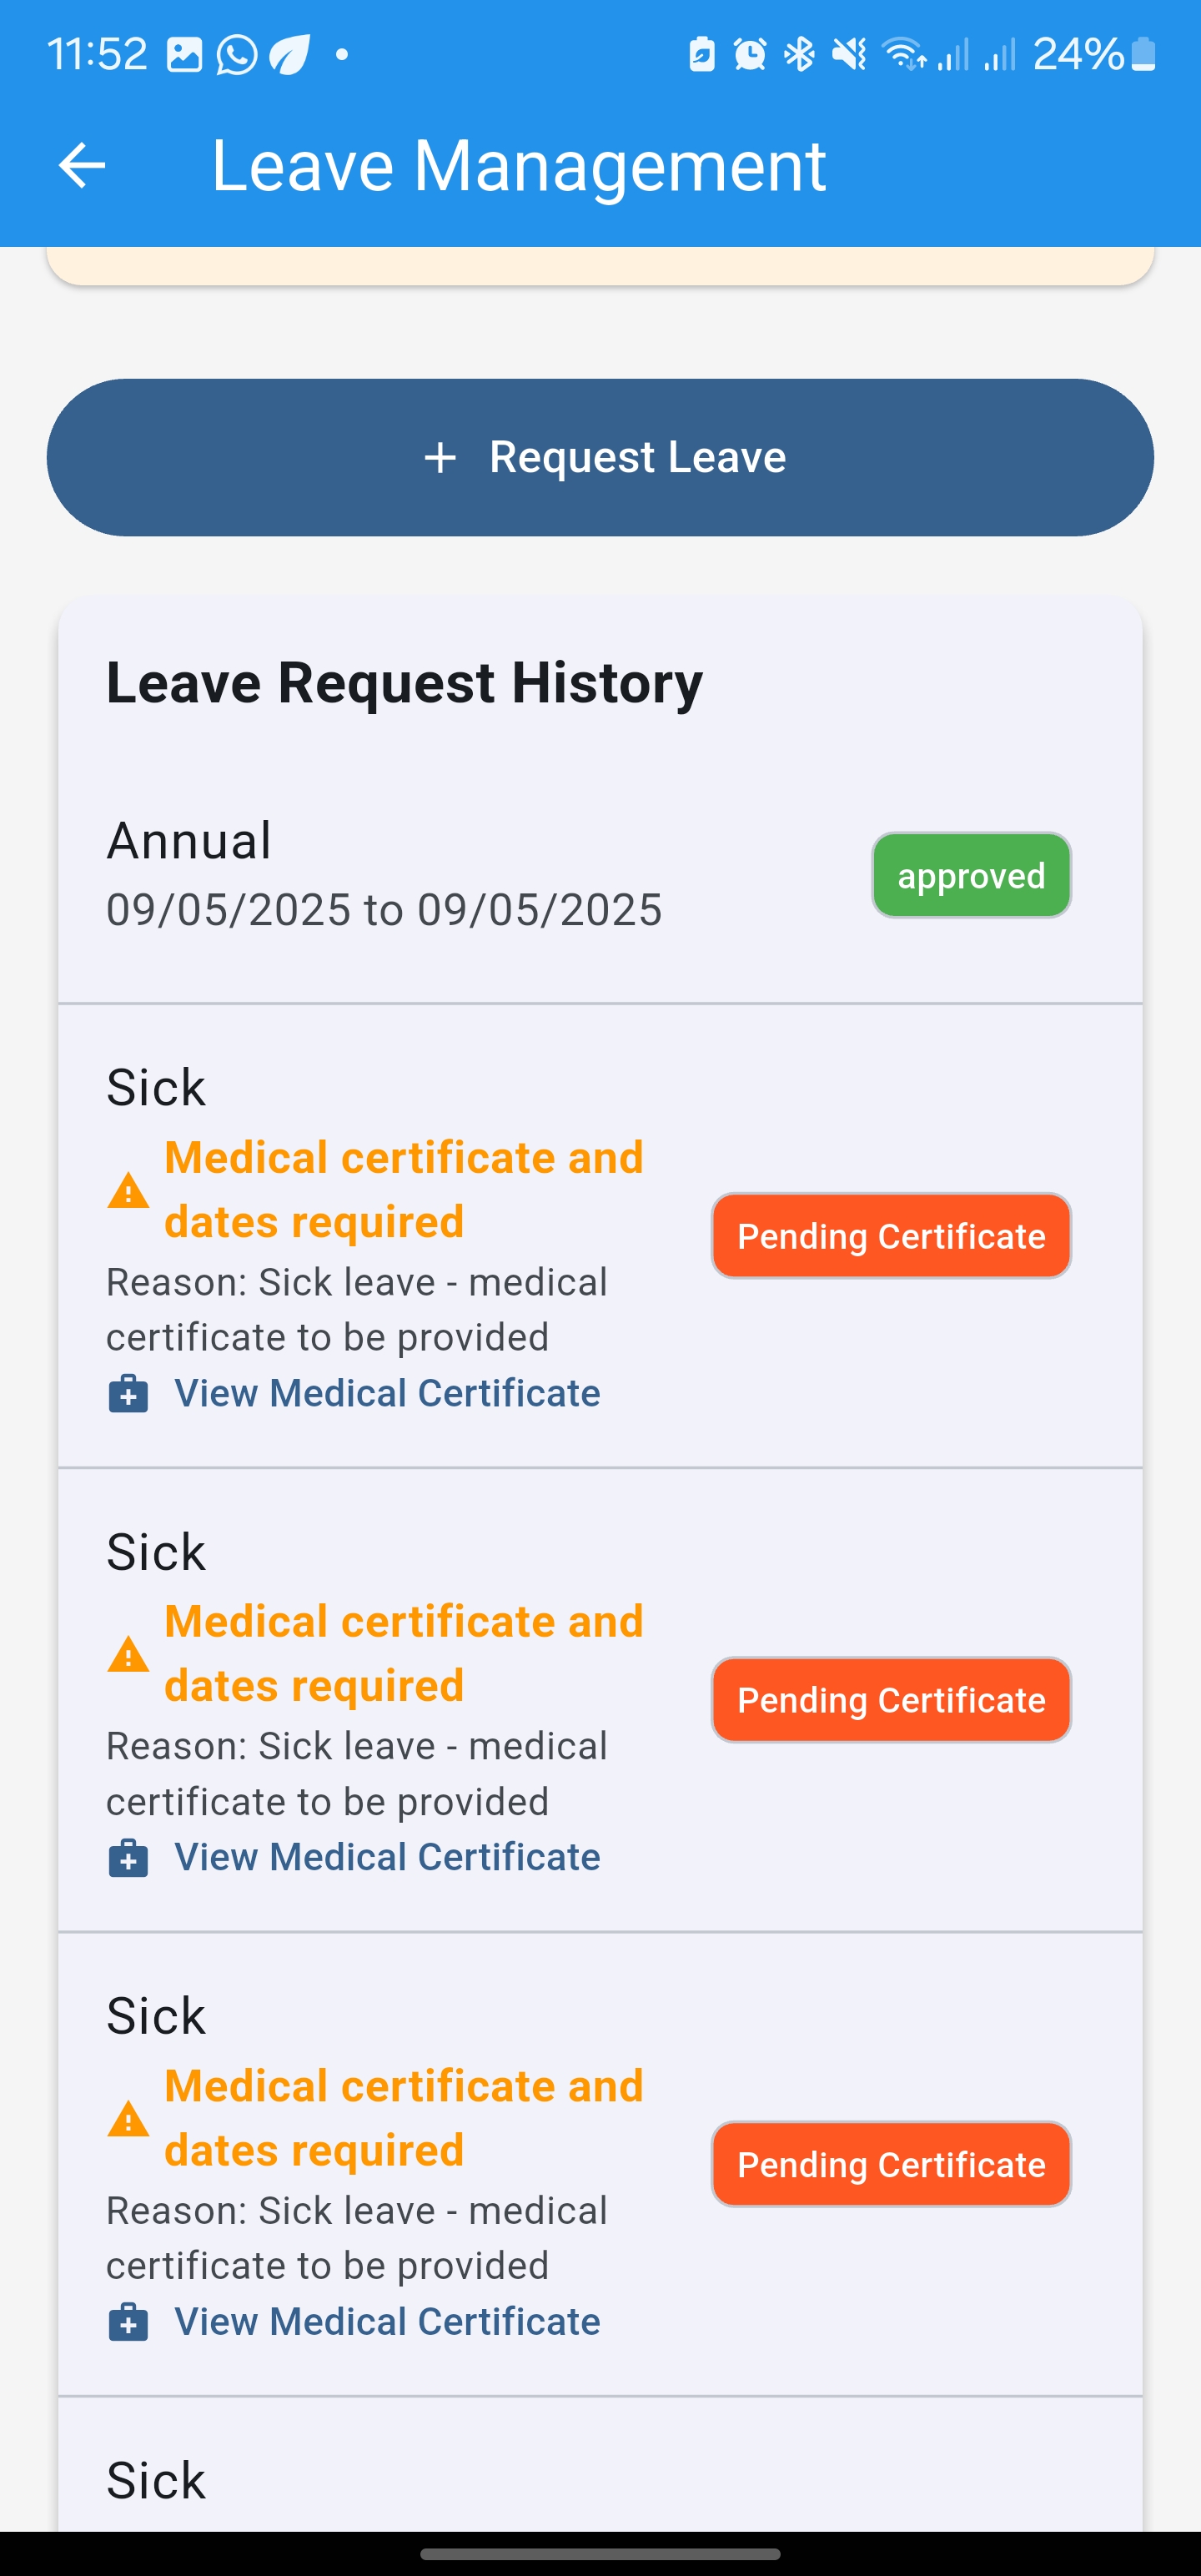 11:52
24%
Leave Management
+ Request Leave
Leave Request History
Annual
09/05/2025 to 09/05/2025
approved
Sick
Medical certificate and
dates required
Pending Certificate
Reason: Sick leave - medical
certificate to be provided
View Medical Certificate
Sick
Medical certificate and
dates required
Pending Certificate
Reason: Sick leave - medical
certificate to be provided
View Medical Certificate
Sick
Medical certificate and
dates required
Pending Certificate
Reason: Sick leave - medical
certificate to be provided
View Medical Certificate
Sick